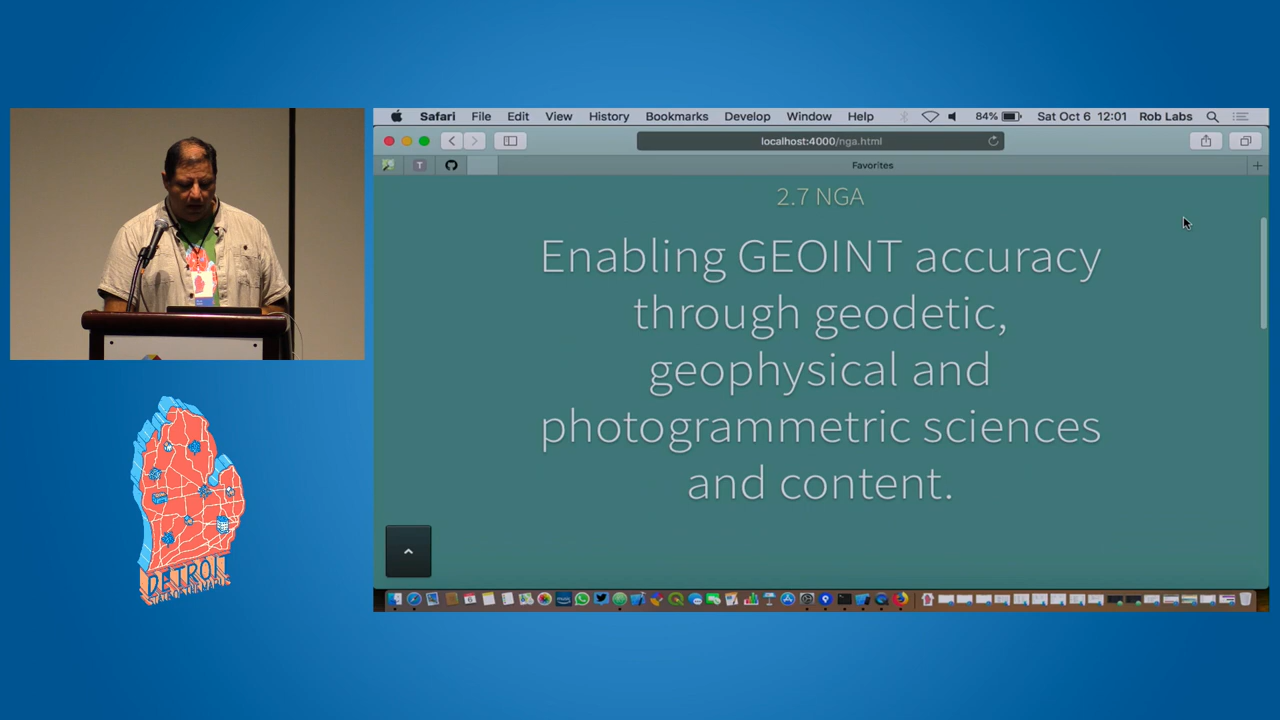 Safari File Edit View History Bookmarks Develop Window Help 84% Sat Oct 6 12:01 Rob Labs
localhost:4000/nga.html
T
Favorites
2.7 NGA
Enabling GEOINT accuracy
through geodetic,
geophysical and
photogrammetric sciences
and content.
DETROIT